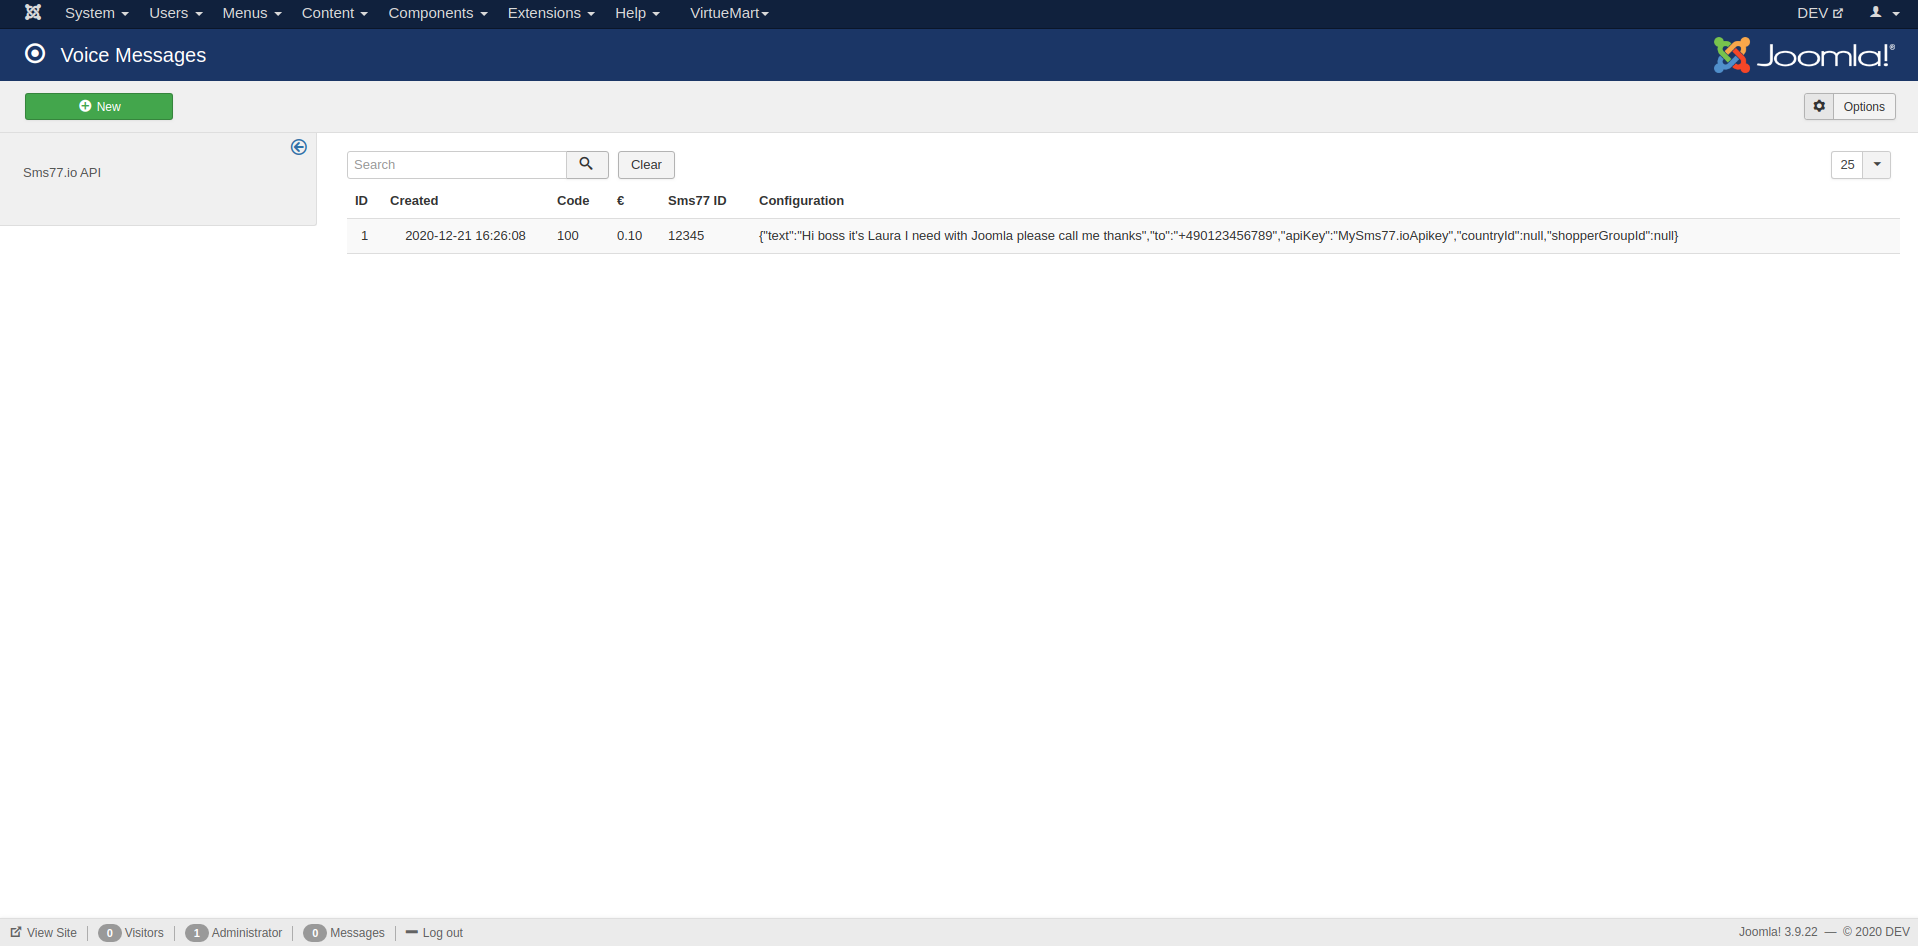 System Users Menus Content Components Extensions Help VirtueMart DEV
Voice Messages Joomla!®
New Options
Sms77.io API
Search Clear 25
ID Created Code € Sms77 ID Configuration
1 2020-12-21 16:26:08 100 0.10 12345 {"text":"Hi boss it's Laura I need with Joomla please call me thanks","to":"+490123456789","apiKey":"MySms77.ioApikey","countryId":null,"shopperGroupId":null}
View Site 0 Visitors 1 Administrator 0 Messages Log out Joomla! 3.9.22 — © 2020 DEV